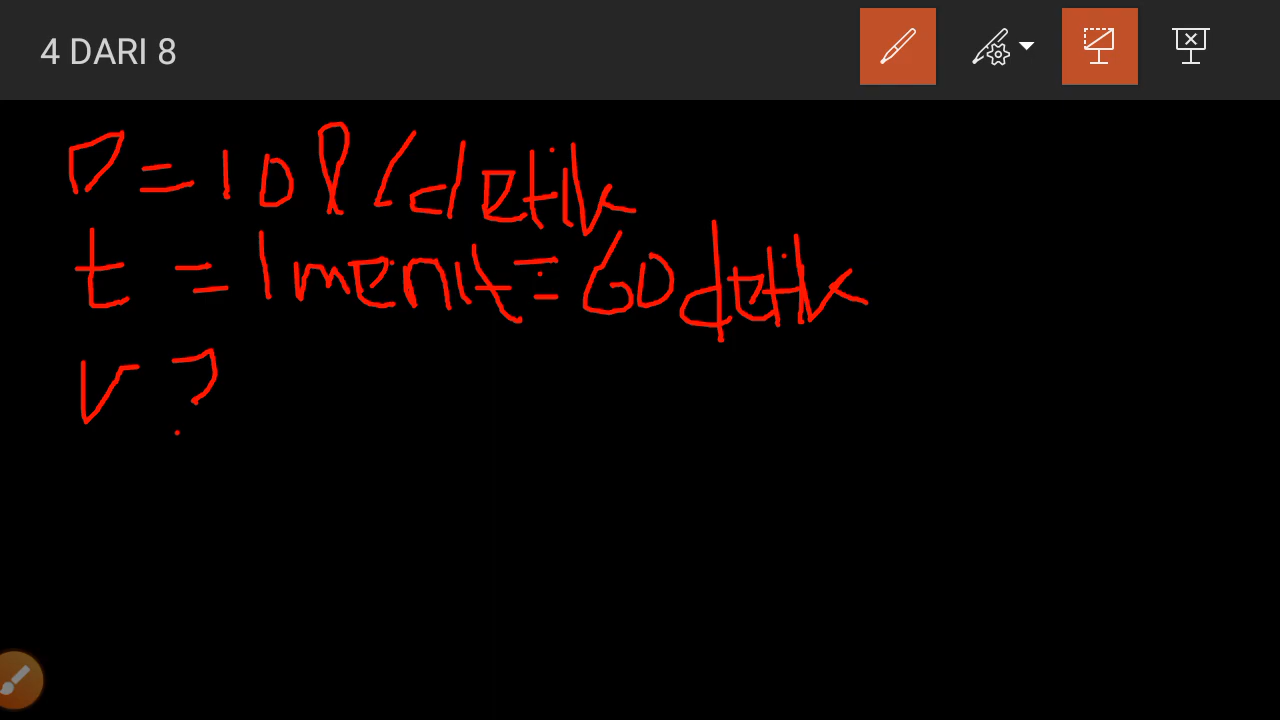 4 DARI 8
D = 10 l/detik
t = 1 menit = 60 detik
V ?